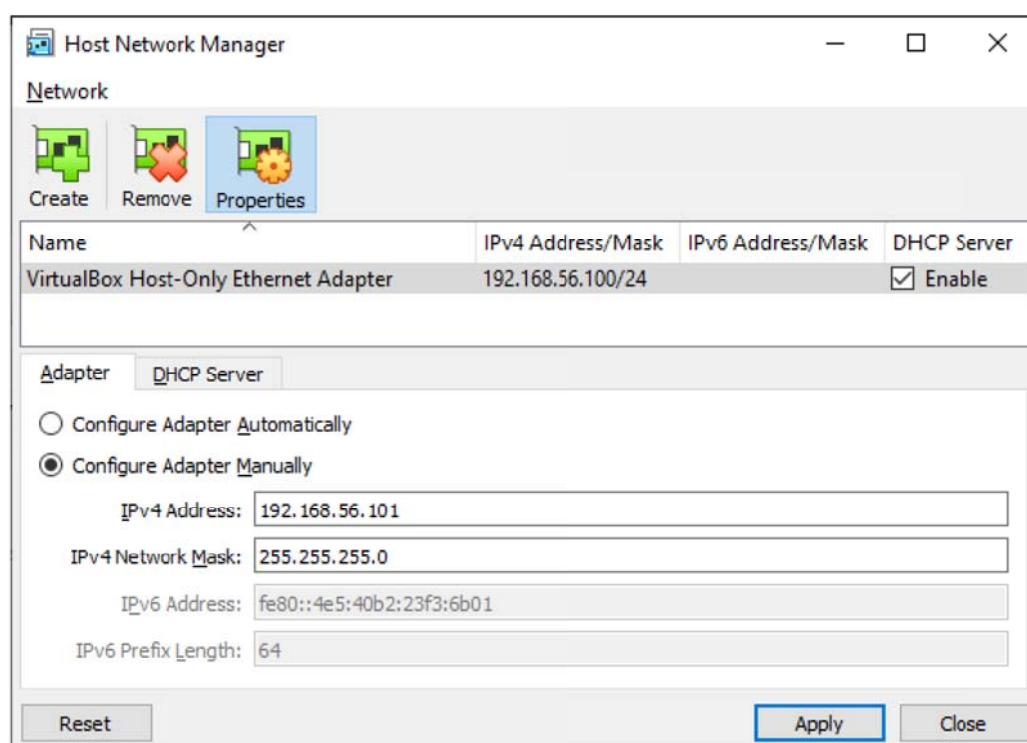 Host Network Manager
Network
Create Remove Properties
Name IPv4 Address/Mask IPv6 Address/Mask DHCP Server
VirtualBox Host-Only Ethernet Adapter 192.168.56.100/24 Enable
Adapter DHCP Server
Configure Adapter Automatically
Configure Adapter Manually
IPv4 Address: 192.168.56.101
IPv4 Network Mask: 255.255.255.0
IPv6 Address: fe80::4e5:40b2:23f3:6b01
IPv6 Prefix Length: 64
Reset Apply Close